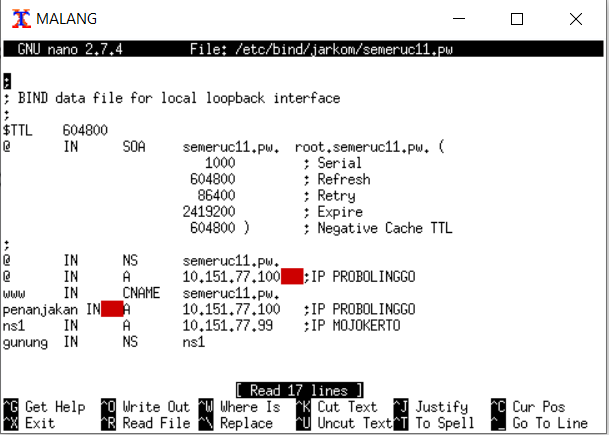 MALANG
GNU nano 2.7.4 File: /etc/bind/jarkom/semeruc11.pw
;
; BIND data file for local loopback interface
;
$TTL 604800
@ IN SOA semeruc11.pw. root.semeruc11.pw. (
1000 ; Serial
604800 ; Refresh
86400 ; Retry
2419200 ; Expire
604800 ) ; Negative Cache TTL
;
@ IN NS semeruc11.pw.
@ IN A 10.151.77.100 ;IP PROBOLINGGO
www IN CNAME semeruc11.pw.
penanjakan IN A 10.151.77.100 ;IP PROBOLINGGO
ns1 IN A 10.151.77.99 ;IP MOJOKERTO
gunung IN NS ns1
[ Read 17 lines ]
^G Get Help ^O Write Out ^W Where Is ^K Cut Text ^J Justify ^C Cur Pos
^X Exit ^R Read File ^\ Replace ^U Uncut Text ^T To Spell ^_ Go To Line